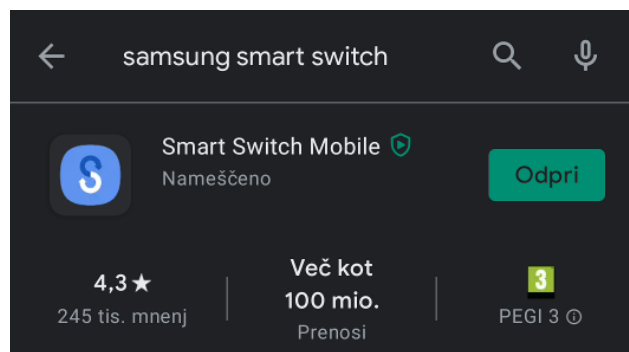 samsung smart switch
Smart Switch Mobile
Nameščeno
Odpri
4,3★
245 tis. mnenj
Več kot
100 mio.
Prenosi
3
PEGI 3